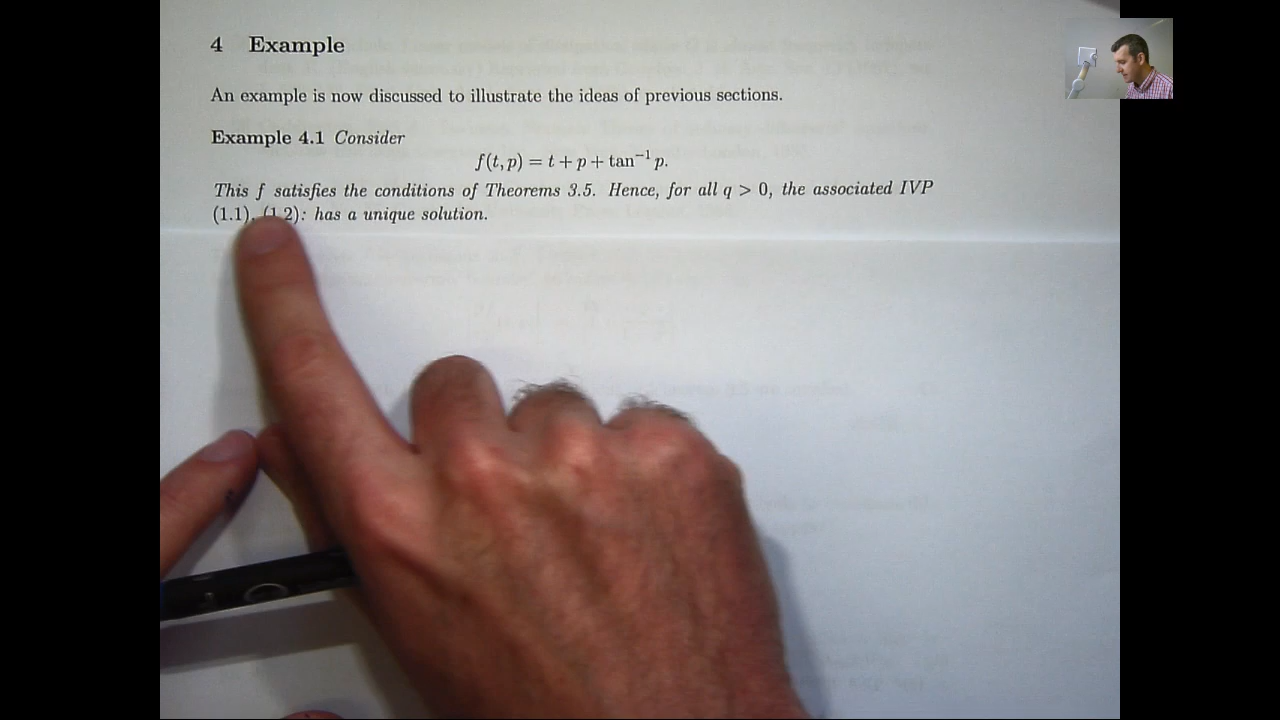 4 Example
An example is now discussed to illustrate the ideas of previous sections.
Example 4.1 Consider
f(t, p) = t + p + tan⁻¹ p.
This f satisfies the conditions of Theorems 3.5. Hence, for all q > 0, the associated IVP
(1.1), (1.2): has a unique solution.